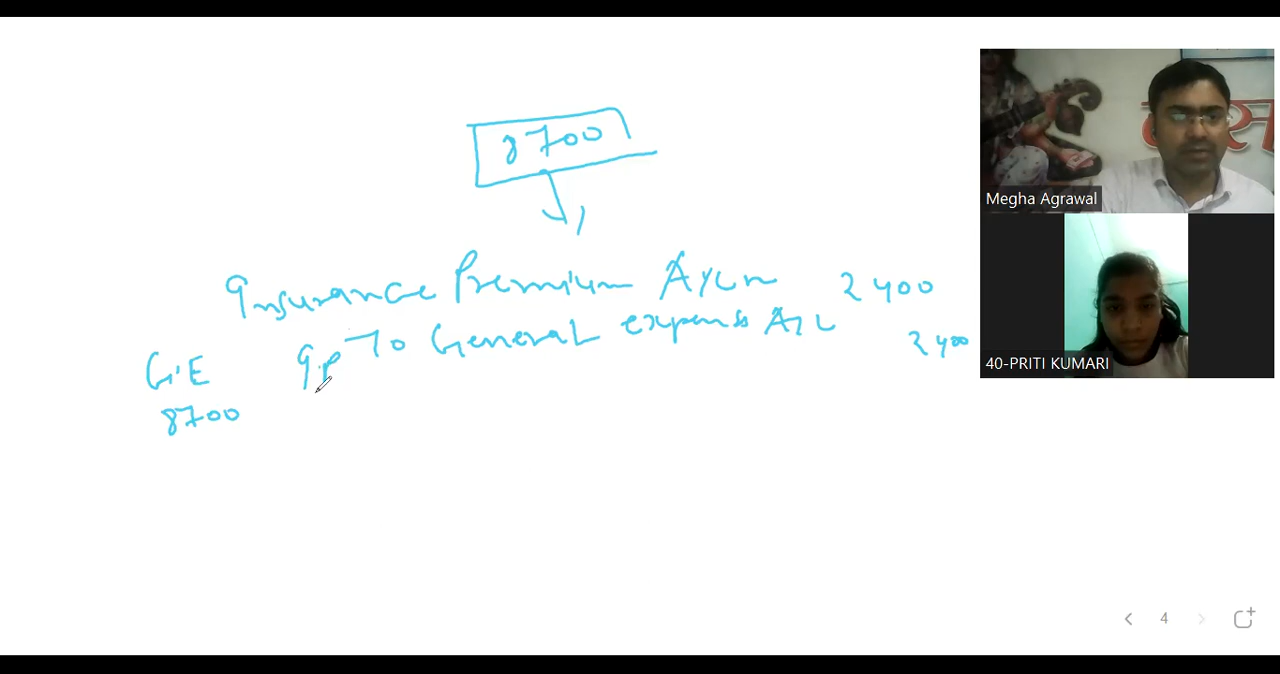 8700
Insurance Premium A/c Dr 2400
To General expenses A/c 2400
G.E I.P
8700
Megha Agrawal
40-PRITI KUMARI
4